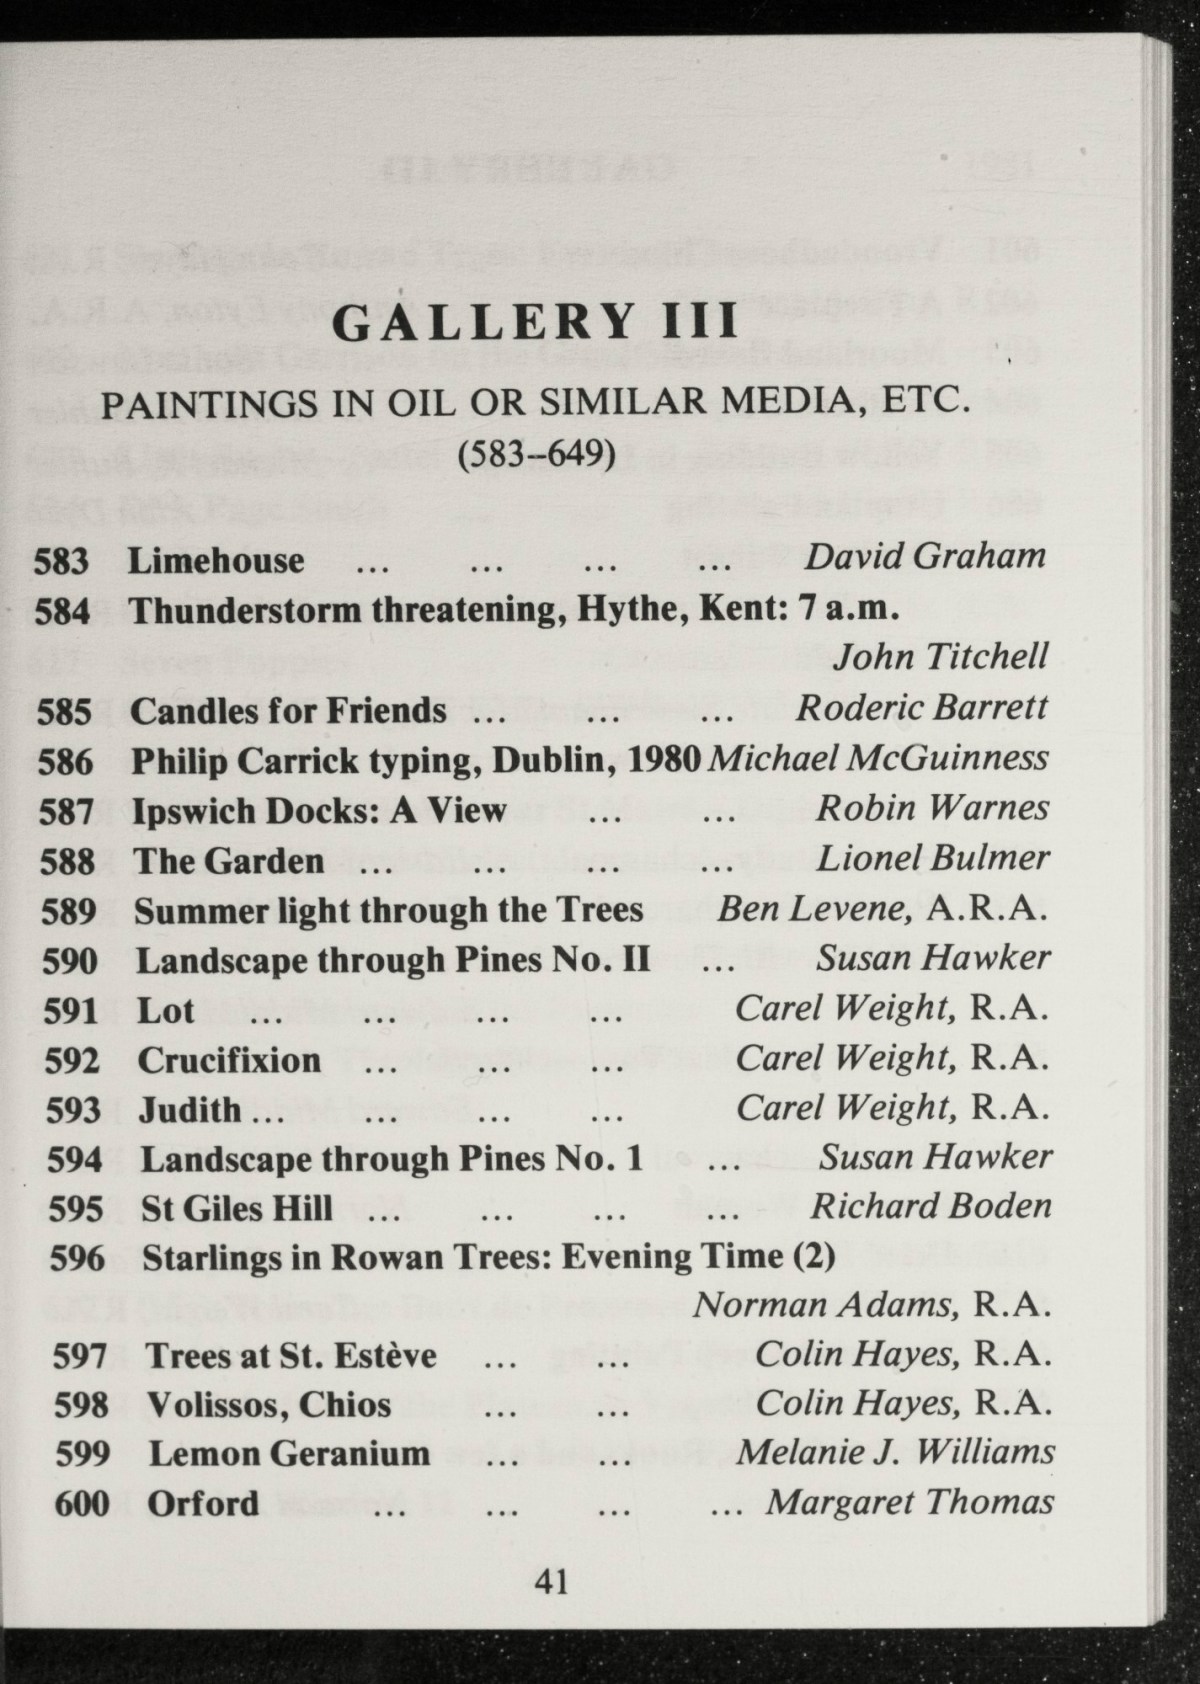 GALLERY III
PAINTINGS IN OIL OR SIMILAR MEDIA, ETC.
(583–649)
583 Limehouse ... ... ... ... David Graham
584 Thunderstorm threatening, Hythe, Kent: 7 a.m.
John Titchell
585 Candles for Friends ... ... ... Roderic Barrett
586 Philip Carrick typing, Dublin, 1980 Michael McGuinness
587 Ipswich Docks: A View ... ... Robin Warnes
588 The Garden ... ... ... ... Lionel Bulmer
589 Summer light through the Trees Ben Levene, A.R.A.
590 Landscape through Pines No. II ... Susan Hawker
591 Lot ... ... ... ... Carel Weight, R.A.
592 Crucifixion ... ... ... Carel Weight, R.A.
593 Judith ... ... ... ... Carel Weight, R.A.
594 Landscape through Pines No. 1 ... Susan Hawker
595 St Giles Hill ... ... ... ... Richard Boden
596 Starlings in Rowan Trees: Evening Time (2)
Norman Adams, R.A.
597 Trees at St. Estève ... ... Colin Hayes, R.A.
598 Volissos, Chios ... ... Colin Hayes, R.A.
599 Lemon Geranium ... ... Melanie J. Williams
600 Orford ... ... ... ... Margaret Thomas
41